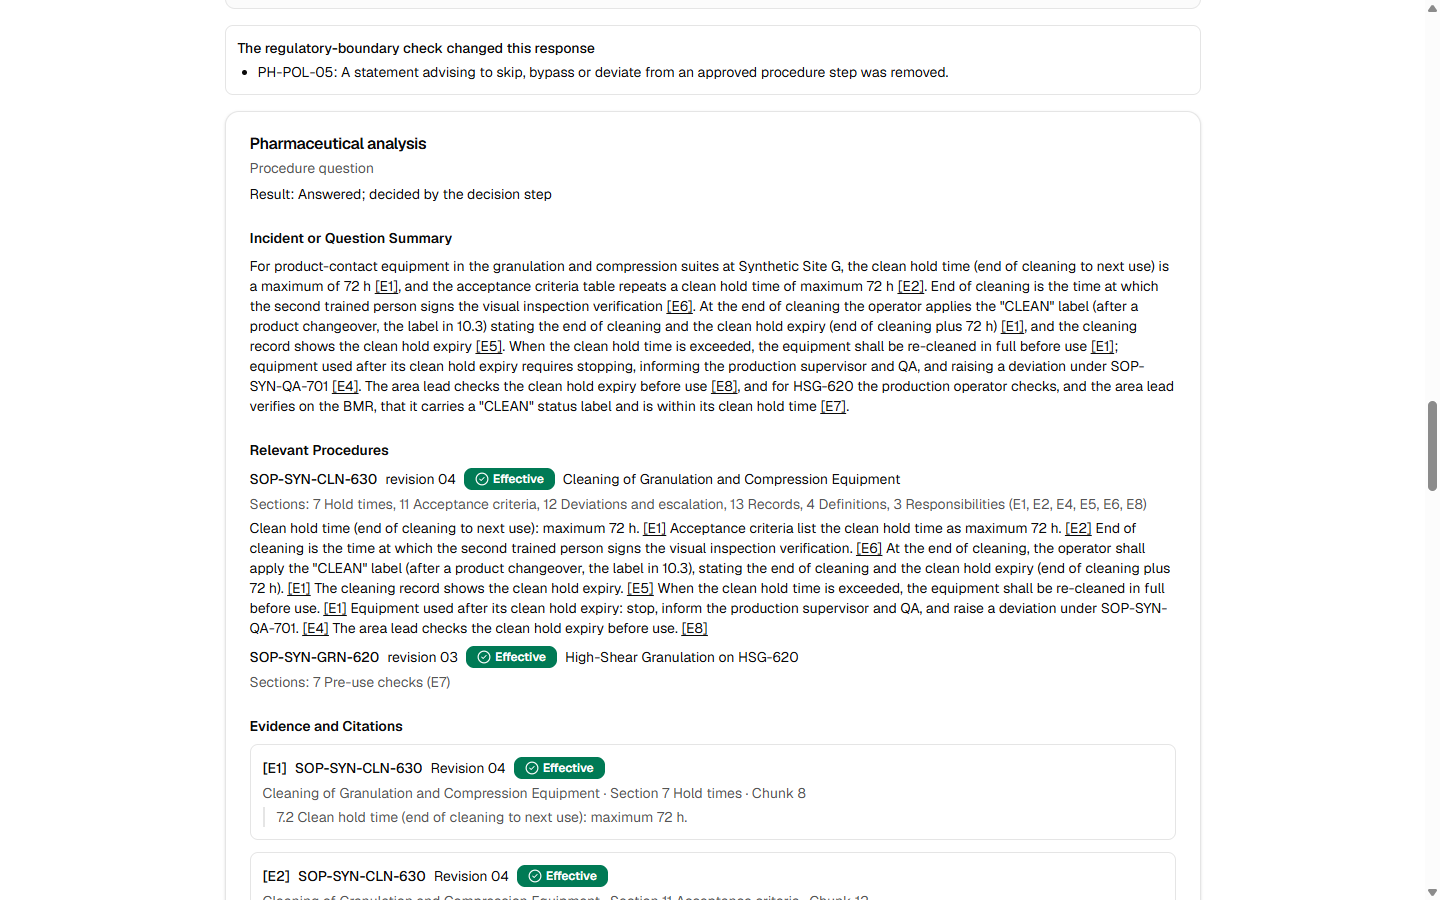 The regulatory-boundary check changed this response
• PH-POL-05: A statement advising to skip, bypass or deviate from an approved procedure step was removed.
Pharmaceutical analysis
Procedure question
Result: Answered; decided by the decision step
Incident or Question Summary
For product-contact equipment in the granulation and compression suites at Synthetic Site G, the clean hold time (end of cleaning to next use) is
a maximum of 72 h [E1], and the acceptance criteria table repeats a clean hold time of maximum 72 h [E2]. End of cleaning is the time at which
the second trained person signs the visual inspection verification [E6]. At the end of cleaning the operator applies the "CLEAN" label (after a
product changeover, the label in 10.3) stating the end of cleaning and the clean hold expiry (end of cleaning plus 72 h) [E1], and the cleaning
record shows the clean hold expiry [E5]. When the clean hold time is exceeded, the equipment shall be re-cleaned in full before use [E1];
equipment used after its clean hold expiry requires stopping, informing the production supervisor and QA, and raising a deviation under SOP-
SYN-QA-701 [E4]. The area lead checks the clean hold expiry before use [E8], and for HSG-620 the production operator checks, and the area lead
verifies on the BMR, that it carries a "CLEAN" status label and is within its clean hold time [E7].
Relevant Procedures
SOP-SYN-CLN-630 revision 04 Effective Cleaning of Granulation and Compression Equipment
Sections: 7 Hold times, 11 Acceptance criteria, 12 Deviations and escalation, 13 Records, 4 Definitions, 3 Responsibilities (E1, E2, E4, E5, E6, E8)
Clean hold time (end of cleaning to next use): maximum 72 h. [E1] Acceptance criteria list the clean hold time as maximum 72 h. [E2] End of
cleaning is the time at which the second trained person signs the visual inspection verification. [E6] At the end of cleaning, the operator shall
apply the "CLEAN" label (after a product changeover, the label in 10.3), stating the end of cleaning and the clean hold expiry (end of cleaning plus
72 h). [E1] The cleaning record shows the clean hold expiry. [E5] When the clean hold time is exceeded, the equipment shall be re-cleaned in full
before use. [E1] Equipment used after its clean hold expiry: stop, inform the production supervisor and QA, and raise a deviation under SOP-SYN-
QA-701. [E4] The area lead checks the clean hold expiry before use. [E8]
SOP-SYN-GRN-620 revision 03 Effective High-Shear Granulation on HSG-620
Sections: 7 Pre-use checks (E7)
Evidence and Citations
[E1] SOP-SYN-CLN-630 Revision 04 Effective
Cleaning of Granulation and Compression Equipment · Section 7 Hold times · Chunk 8
7.2 Clean hold time (end of cleaning to next use): maximum 72 h.
[E2] SOP-SYN-CLN-630 Revision 04 Effective
Cleaning of Granulation and Compression Equipment · Section 11 Acceptance criteria · Chunk